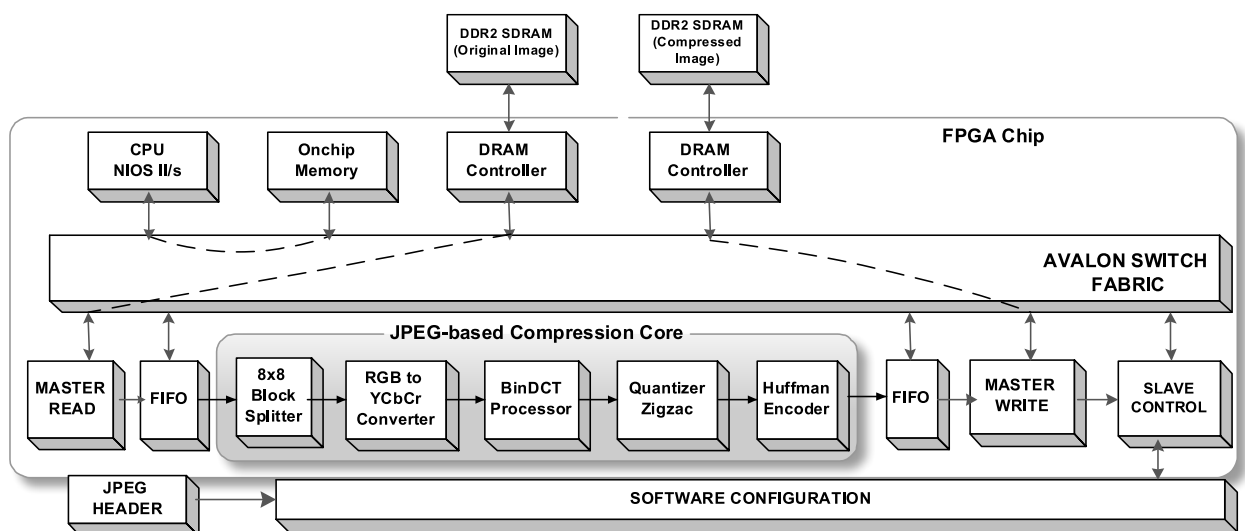 DDR2 SDRAM
(Original Image)
DDR2 SDRAM
(Compressed
Image)
FPGA Chip
CPU
NIOS II/s
Onchip
Memory
DRAM
Controller
DRAM
Controller
AVALON SWITCH
FABRIC
JPEG-based Compression Core
MASTER
READ
FIFO
8x8
Block
Splitter
RGB to
YCbCr
Converter
BinDCT
Processor
Quantizer
Zigzac
Huffman
Encoder
FIFO
MASTER
WRITE
SLAVE
CONTROL
JPEG
HEADER
SOFTWARE CONFIGURATION